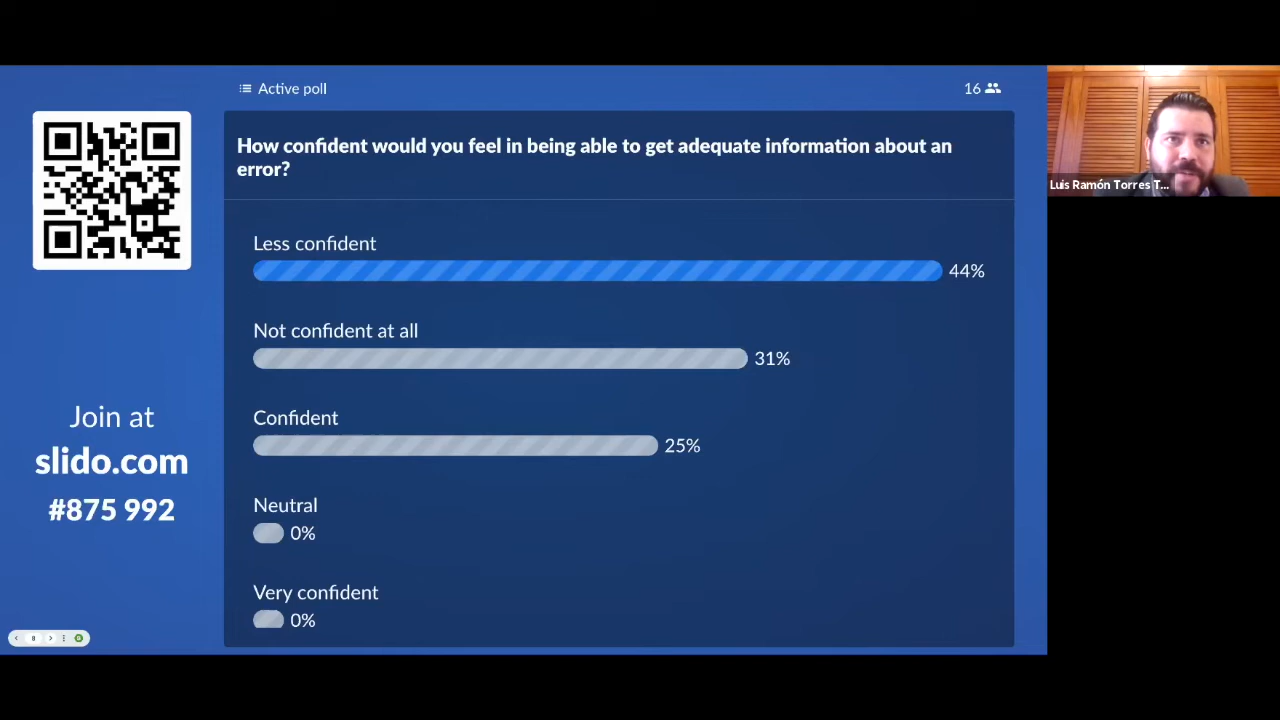 Active poll
16
How confident would you feel in being able to get adequate information about an
error?
Less confident
44%
Not confident at all
31%
Confident
25%
Neutral
0%
Very confident
0%
Join at
slido.com
#875 992
8
Luis Ramón Torres T...